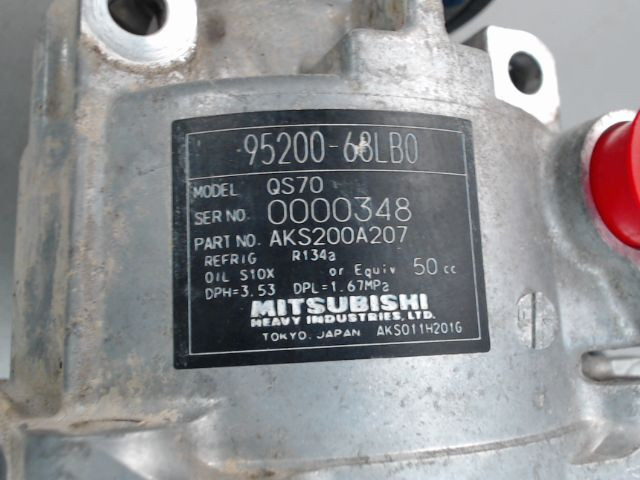 95200-68LB0
MODEL QS70
SER NO. 0000348
PART NO. AKS200A207
REFRIG R134a
OIL S10X or Equiv 50 cc
DPH=3.53 DPL=1.67MPa
MITSUBISHI
HEAVY INDUSTRIES, LTD.
TOKYO, JAPAN AKS011H201G